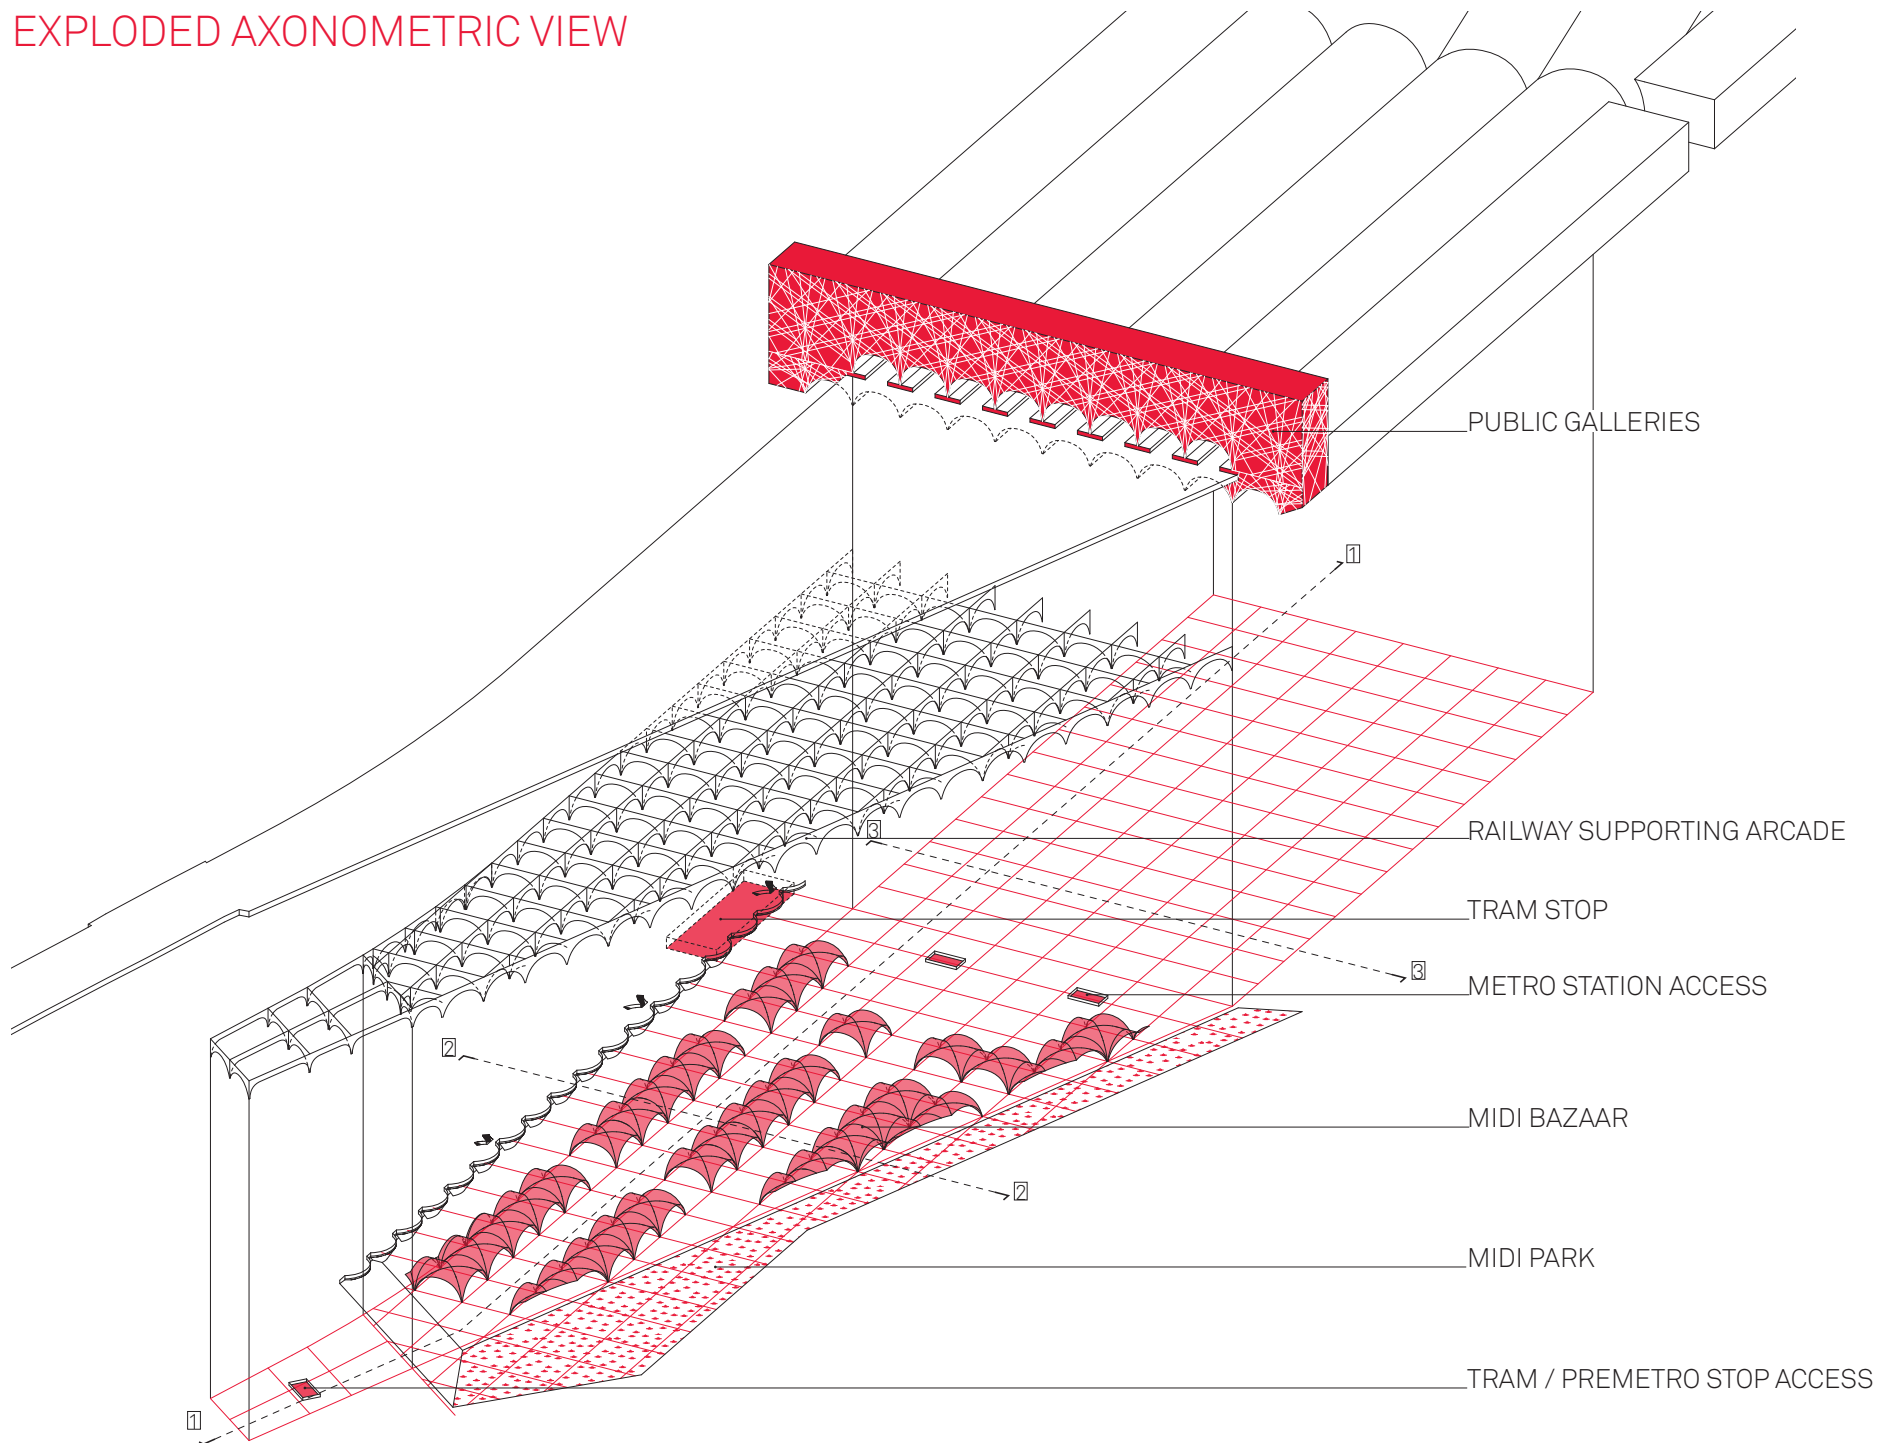 EXPLODED AXONOMETRIC VIEW
PUBLIC GALLERIES
1
3
RAILWAY SUPPORTING ARCADE
TRAM STOP
3
METRO STATION ACCESS
2
MIDI BAZAAR
2
MIDI PARK
TRAM / PREMETRO STOP ACCESS
1